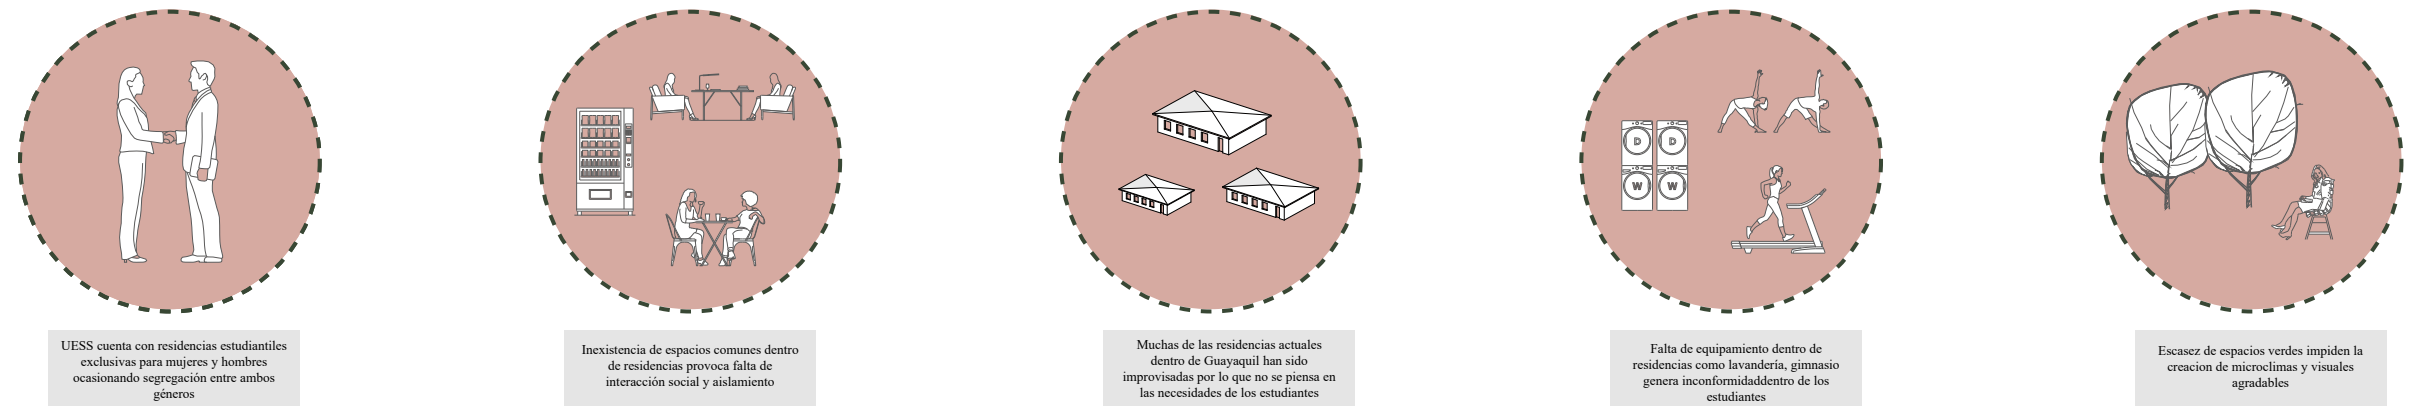 D
D
W
W
UESS cuenta con residencias estudiantiles
exclusivas para mujeres y hombres
ocasionando segregación entre ambos
géneros
Inexistencia de espacios comunes dentro
de residencias provoca falta de
interacción social y aislamiento
Muchas de las residencias actuales
dentro de Guayaquil han sido
improvisadas por lo que no se piensa en
las necesidades de los estudiantes
Falta de equipamiento dentro de
residencias como lavandería, gimnasio
genera inconformidaddentro de los
estudiantes
Escasez de espacios verdes impiden la
creacion de microclimas y visuales
agradables